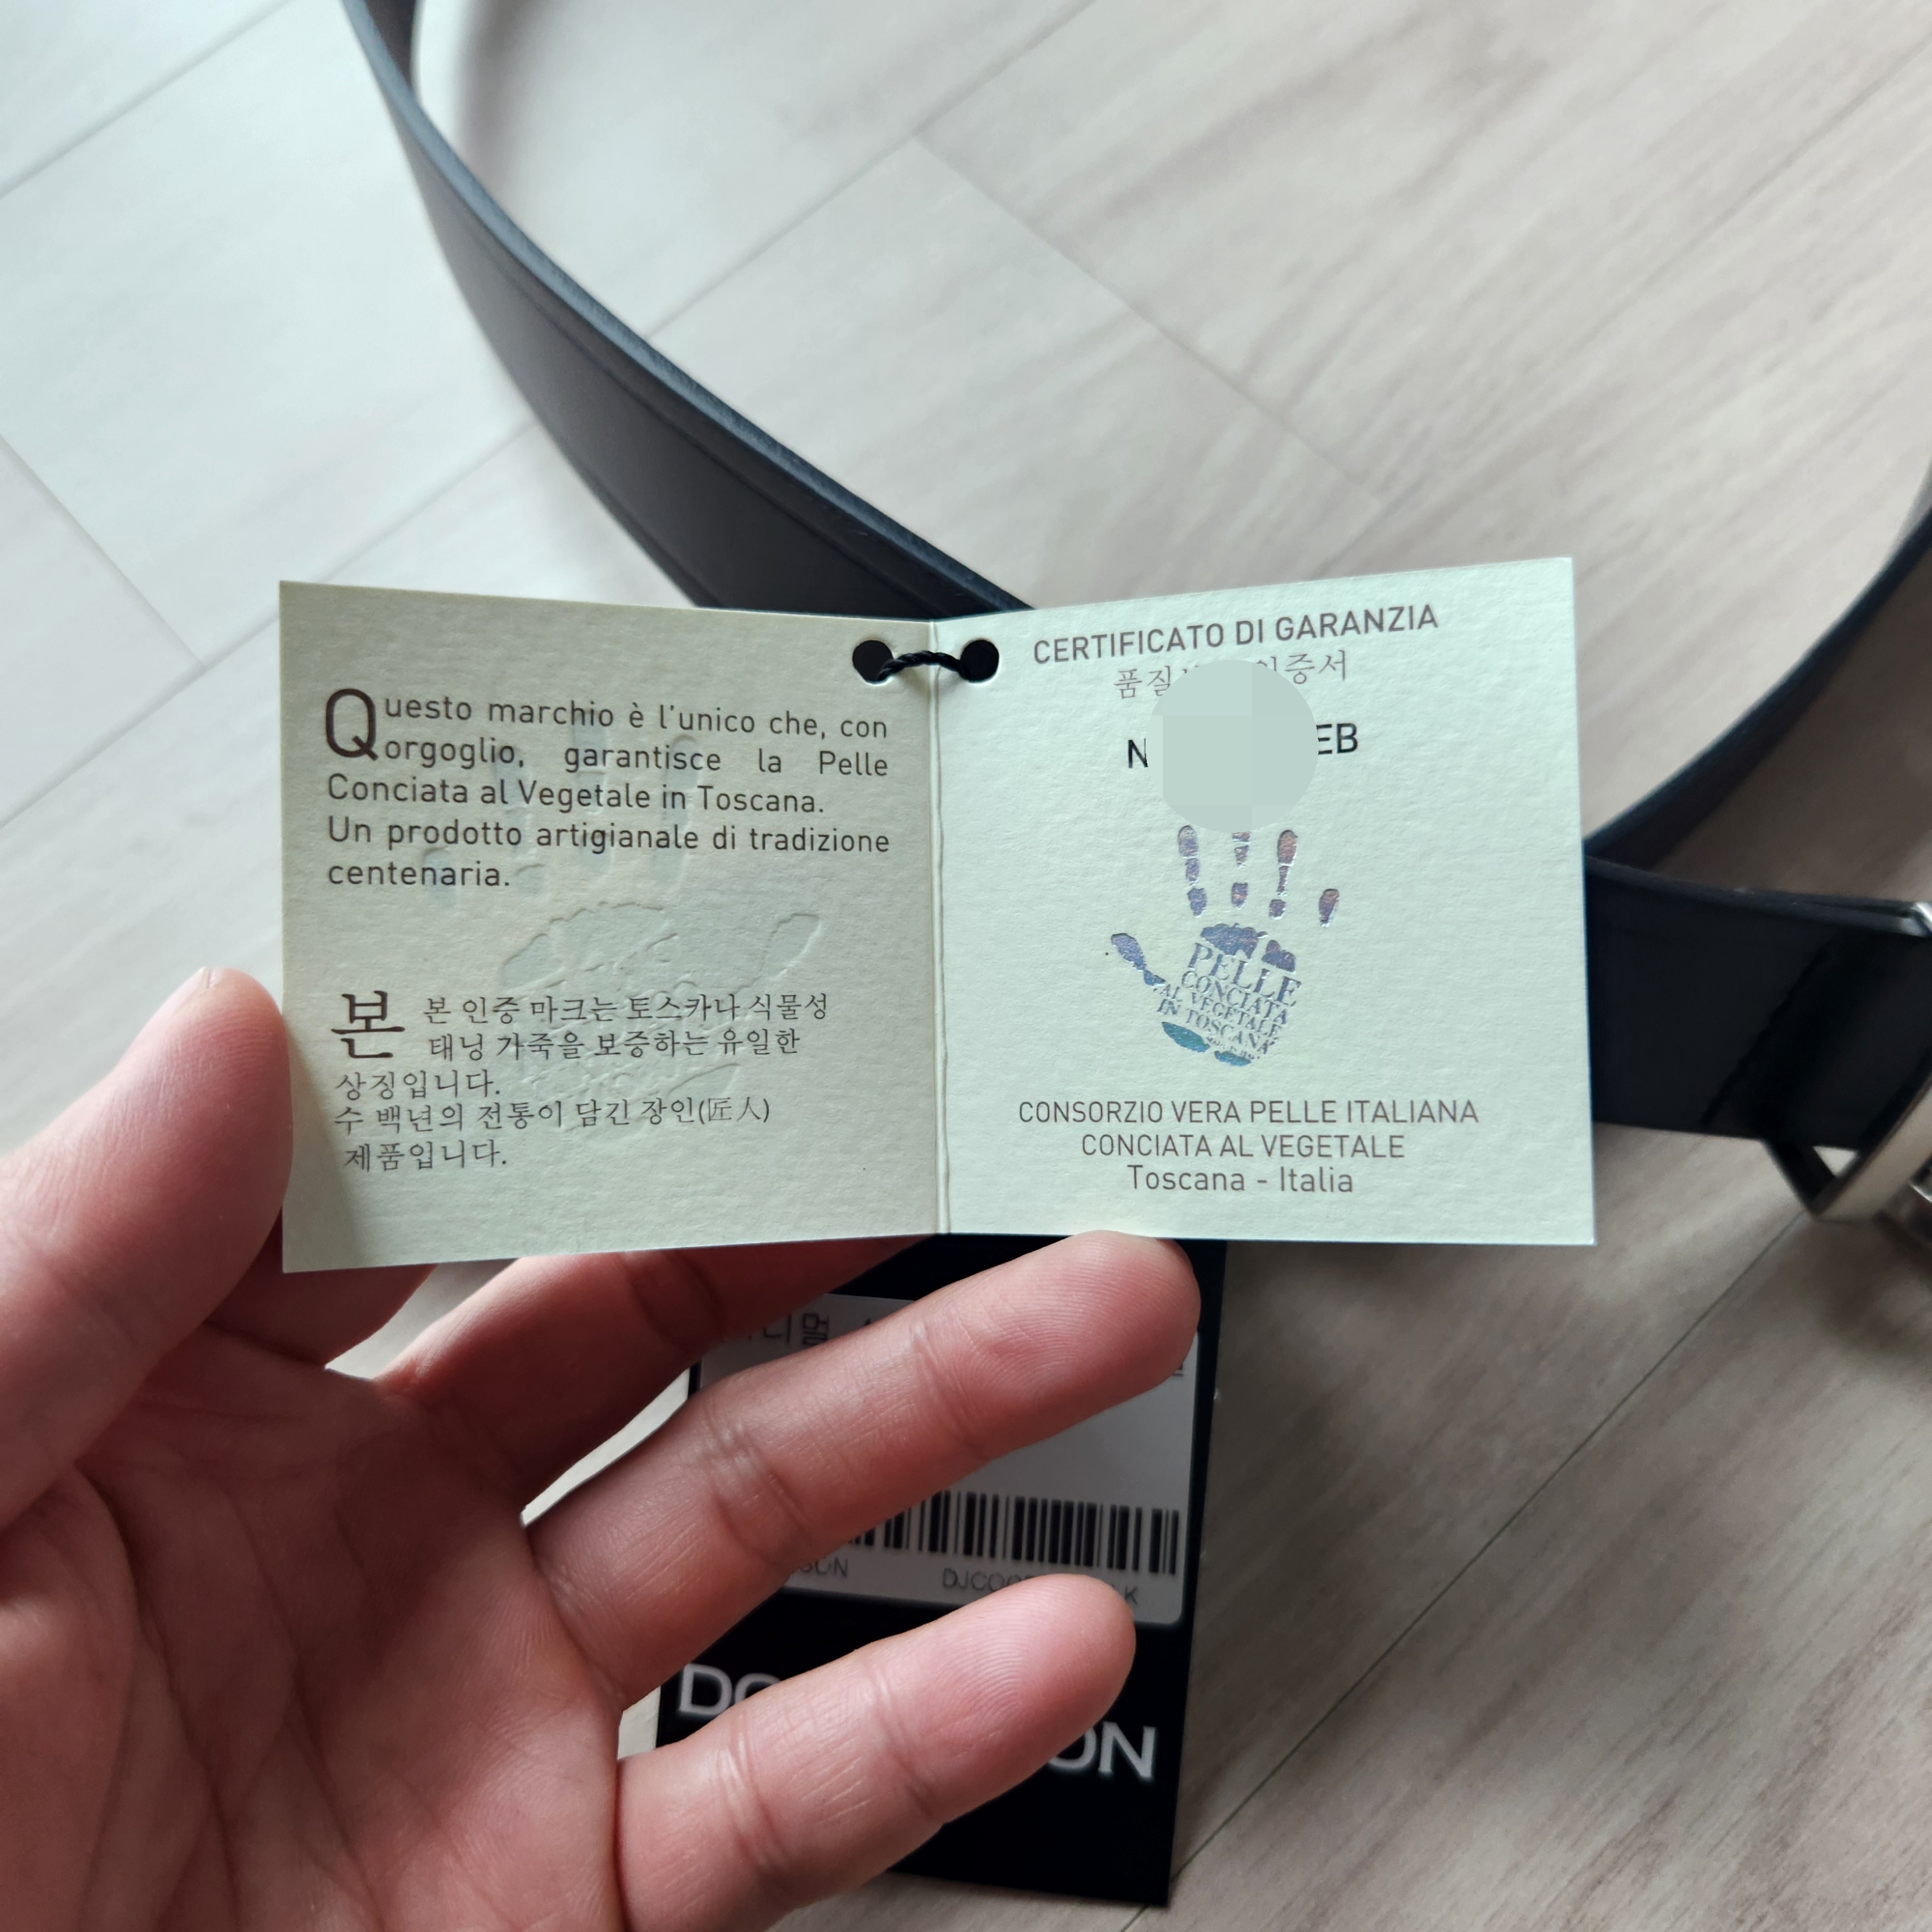 Questo marchio è l'unico che, con
orgoglio, garantisce la Pelle
Conciata al Vegetale in Toscana.
Un prodotto artigianale di tradizione
centenaria.
본 본 인증 마크는 토스카나 식물성
태닝 가죽을 보증하는 유일한
상징입니다.
수 백년의 전통이 담긴 장인(匠人)
제품입니다.
CERTIFICATO DI GARANZIA
품질 인증서
N EB
PELLE
CONCIATA
AL VEGETALE
IN TOSCANA
CONSORZIO VERA PELLE ITALIANA
CONCIATA AL VEGETALE
Toscana - Italia